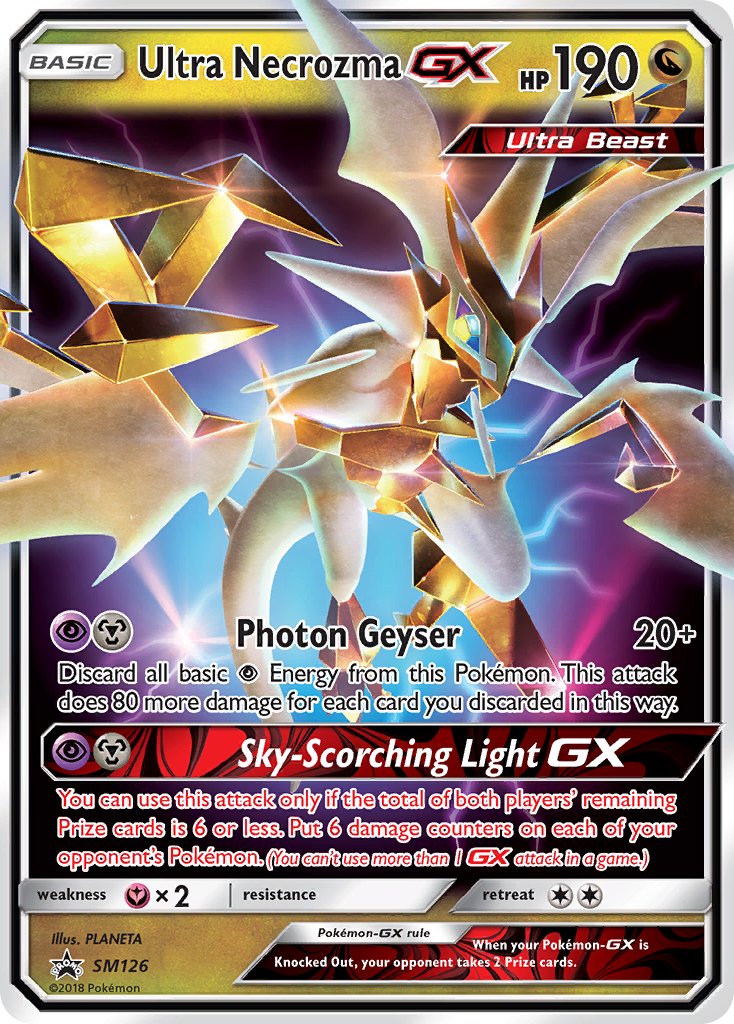 BASIC Ultra Necrozma GX HP 190
Ultra Beast
Photon Geyser 20+
Discard all basic Energy from this Pokémon. This attack
does 80 more damage for each card you discarded in this way.
Sky-Scorching Light GX
You can use this attack only if the total of both players' remaining
Prize cards is 6 or less. Put 6 damage counters on each of your
opponent's Pokémon. (You can't use more than 1 GX attack in a game.)
weakness ×2 resistance retreat
Illus. PLANETA
Pokémon-GX rule
When your Pokémon-GX is
Knocked Out, your opponent takes 2 Prize cards.
PROMO SM126
©2018 Pokémon